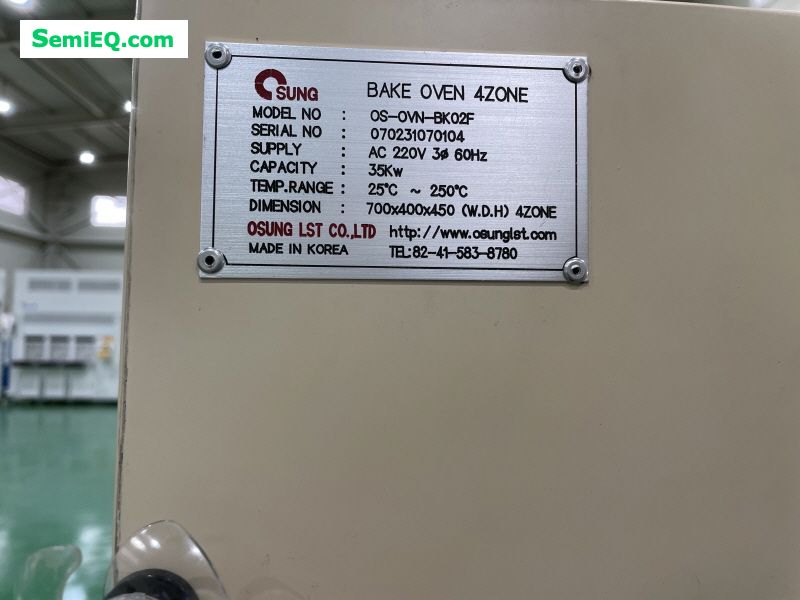 SemiEQ.com
OSUNG BAKE OVEN 4ZONE
MODEL NO : OS-OVN-BK02F
SERIAL NO : 070231070104
SUPPLY : AC 220V 3ø 60Hz
CAPACITY : 35Kw
TEMP.RANGE : 25°C ~ 250°C
DIMENSION : 700x400x450 (W.D.H) 4ZONE
OSUNG LST CO.,LTD http://www.osunglst.com
MADE IN KOREA TEL:82-41-583-8780